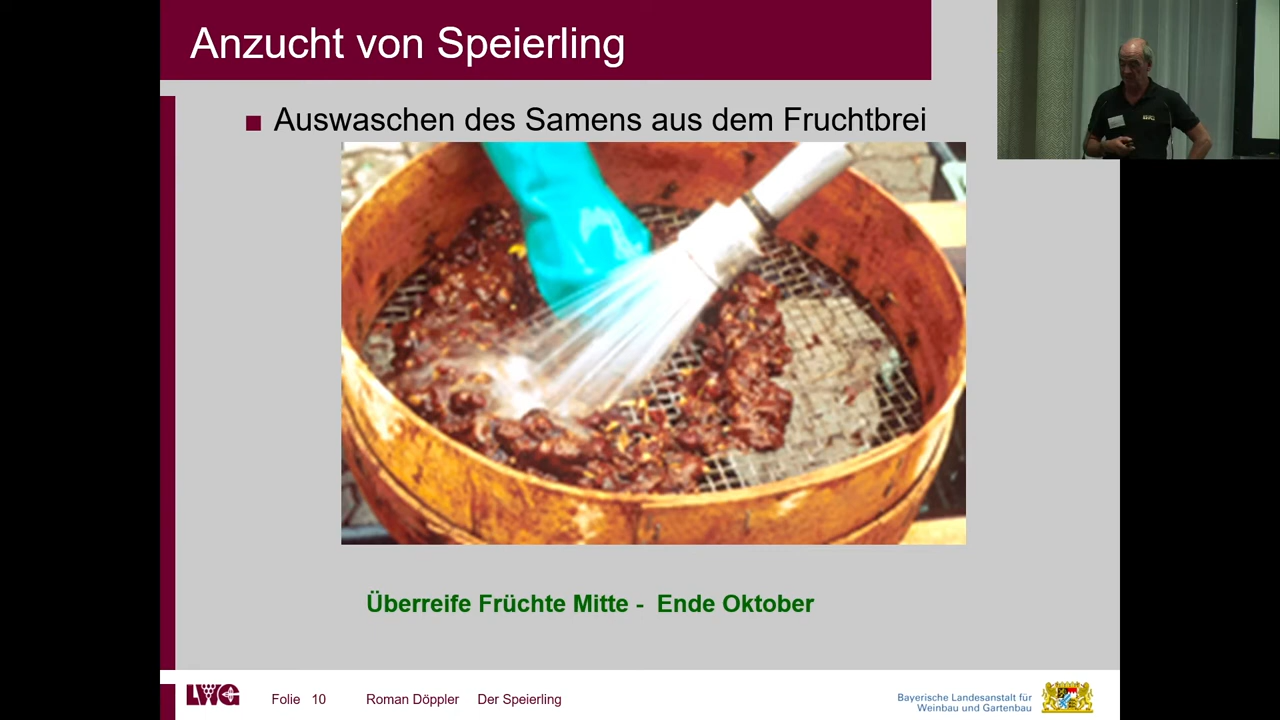 Anzucht von Speierling
Auswaschen des Samens aus dem Fruchtbrei
Überreife Früchte Mitte - Ende Oktober
LWG
Folie 10 Roman Döppler Der Speierling
Bayerische Landesanstalt für
Weinbau und Gartenbau